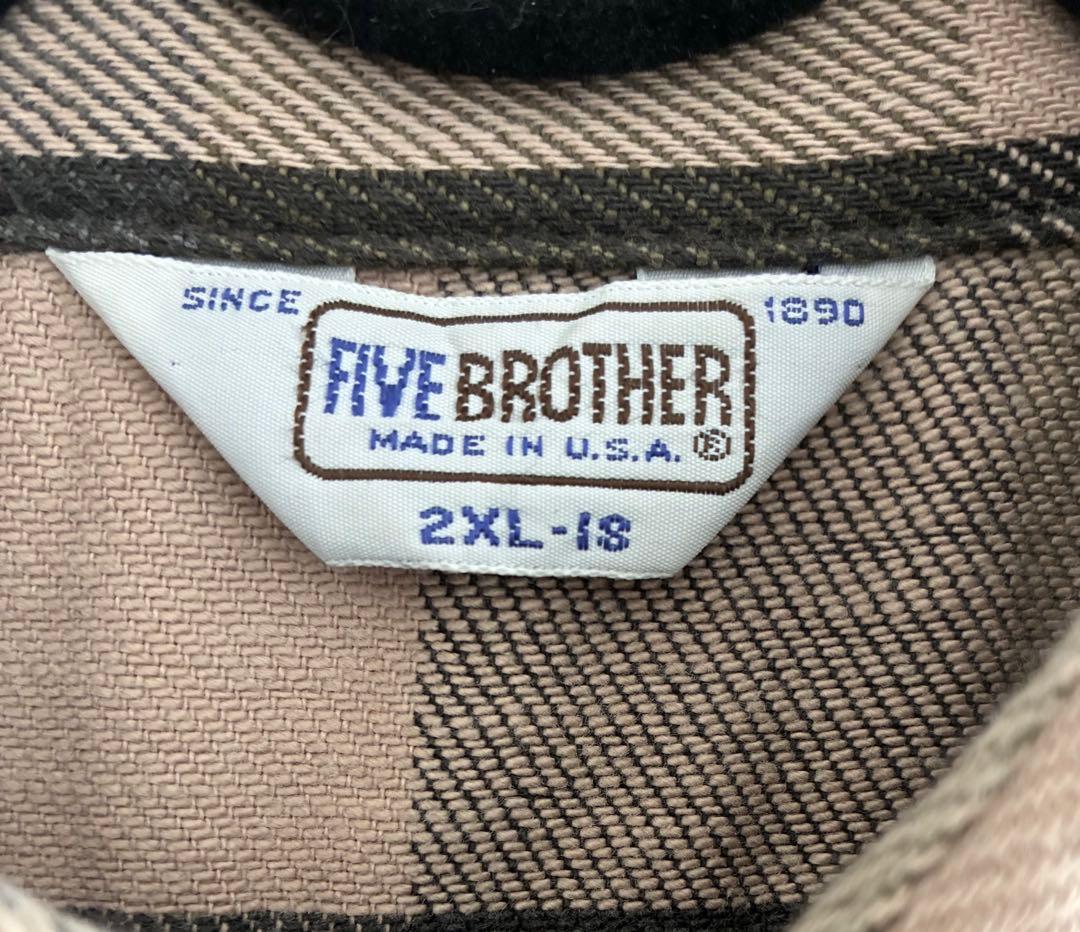 SINCE 1890
FIVE BROTHER
MADE IN U.S.A. ®
2XL-18